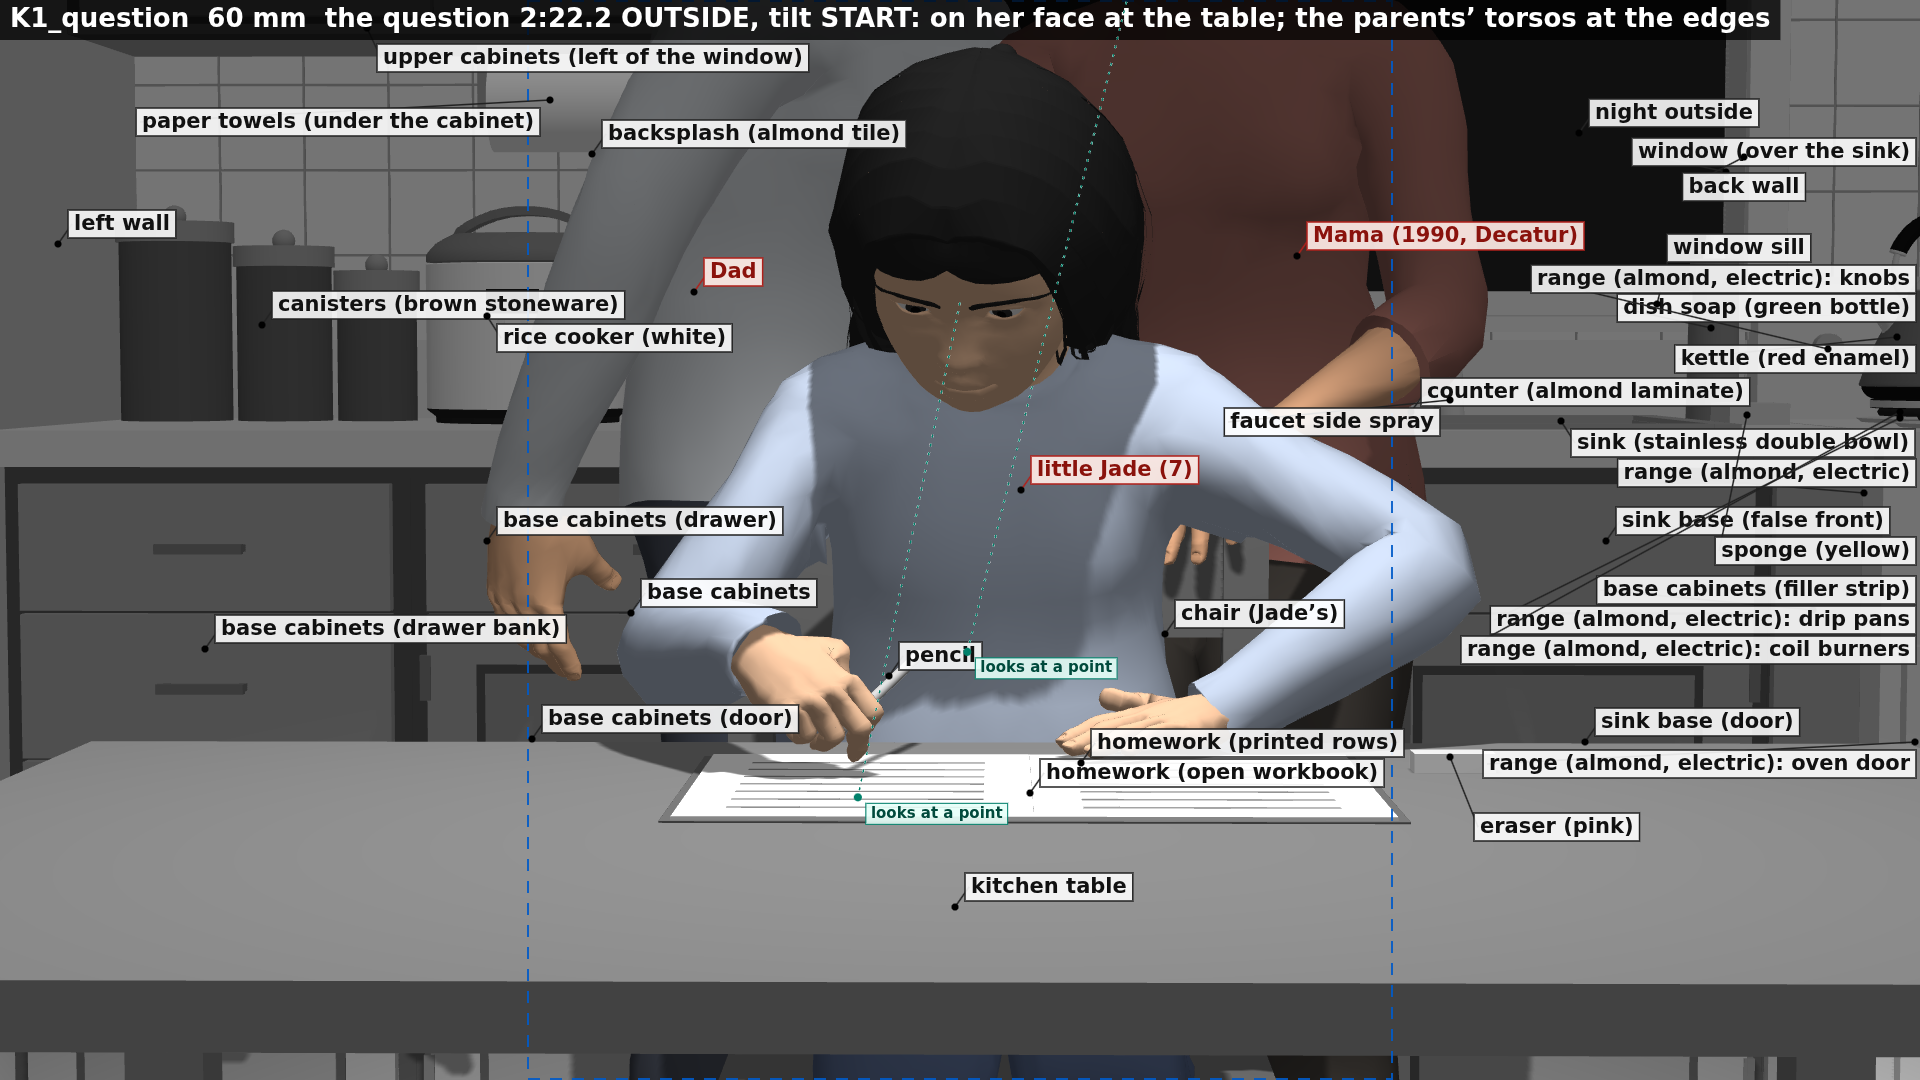 K1_question  60 mm  the question 2:22.2 OUTSIDE, tilt START: on her face at the table; the parents’ torsos at the edges
upper cabinets (left of the window)
paper towels (under the cabinet)
backsplash (almond tile)
night outside
window (over the sink)
back wall
left wall
Mama (1990, Decatur)
window sill
Dad
range (almond, electric): knobs
canisters (brown stoneware)
dish soap (green bottle)
rice cooker (white)
kettle (red enamel)
counter (almond laminate)
faucet side spray
sink (stainless double bowl)
little Jade (7)
range (almond, electric)
base cabinets (drawer)
sink base (false front)
sponge (yellow)
base cabinets
base cabinets (filler strip)
chair (Jade’s)
range (almond, electric): drip pans
base cabinets (drawer bank)
range (almond, electric): coil burners
pencil
looks at a point
base cabinets (door)
sink base (door)
homework (printed rows)
range (almond, electric): oven door
homework (open workbook)
looks at a point
eraser (pink)
kitchen table